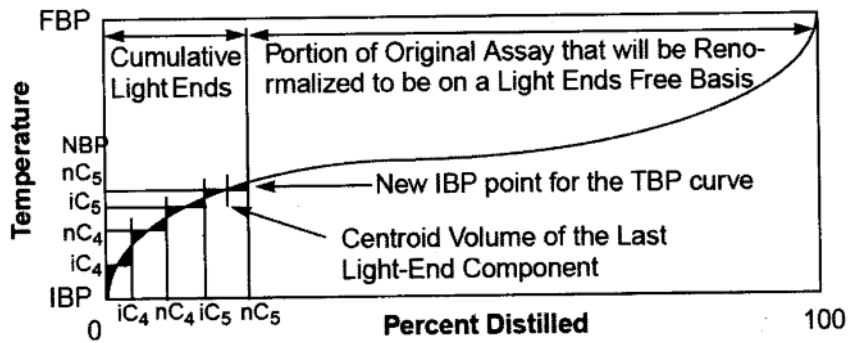 FBP
Cumulative
Light Ends
Portion of Original Assay that will be Reno-
rmalized to be on a Light Ends Free Basis
Temperature
NBP
nC5
iC5
nC4
iC4
IBP
New IBP point for the TBP curve
Centroid Volume of the Last
Light-End Component
0
iC4 nC4 iC5 nC5
Percent Distilled
100